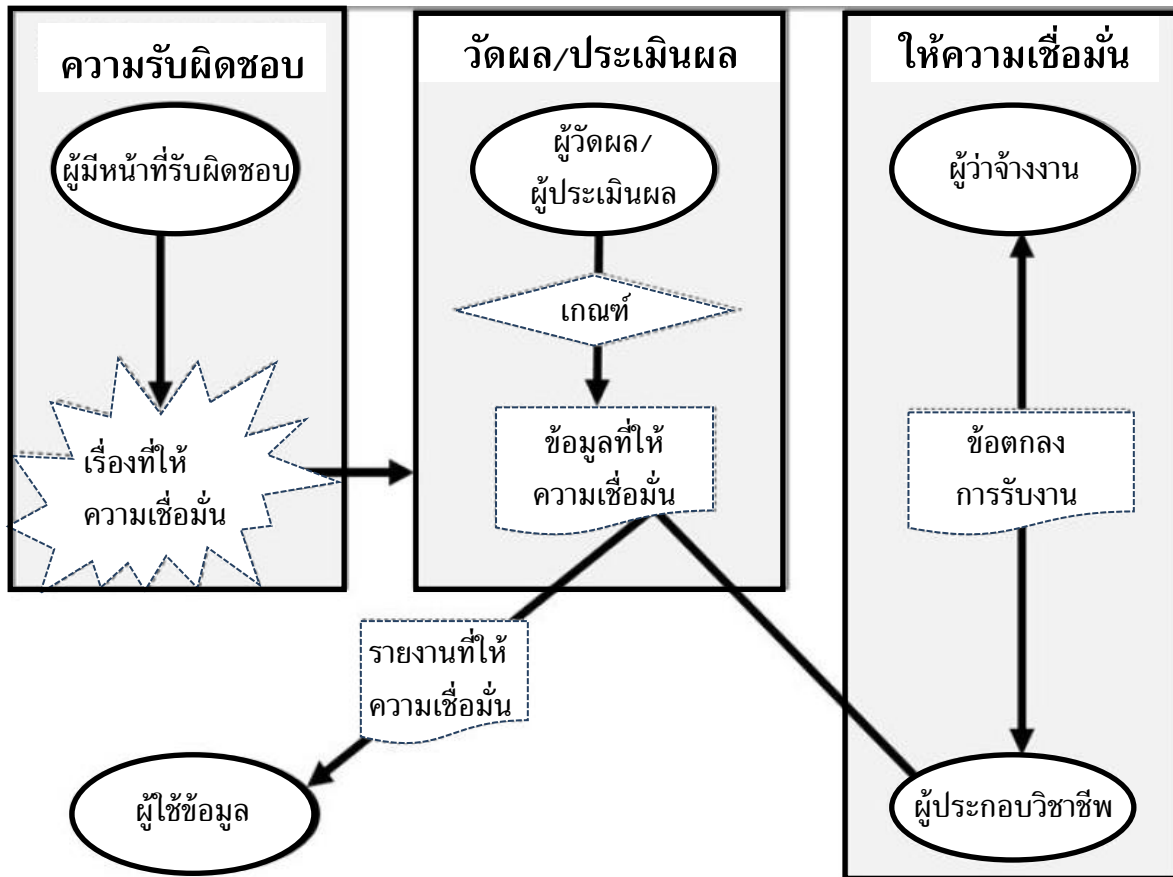 ความรับผิดชอบ
ผู้มีหน้าที่รับผิดชอบ
เรื่องที่ให้
ความเชื่อมั่น
วัดผล/ประเมินผล
ผู้วัดผล/
ผู้ประเมินผล
เกณฑ์
ข้อมูลที่ให้
ความเชื่อมั่น
ให้ความเชื่อมั่น
ผู้ว่าจ้างงาน
ข้อตกลง
การรับงาน
รายงานที่ให้
ความเชื่อมั่น
ผู้ใช้ข้อมูล
ผู้ประกอบวิชาชีพ